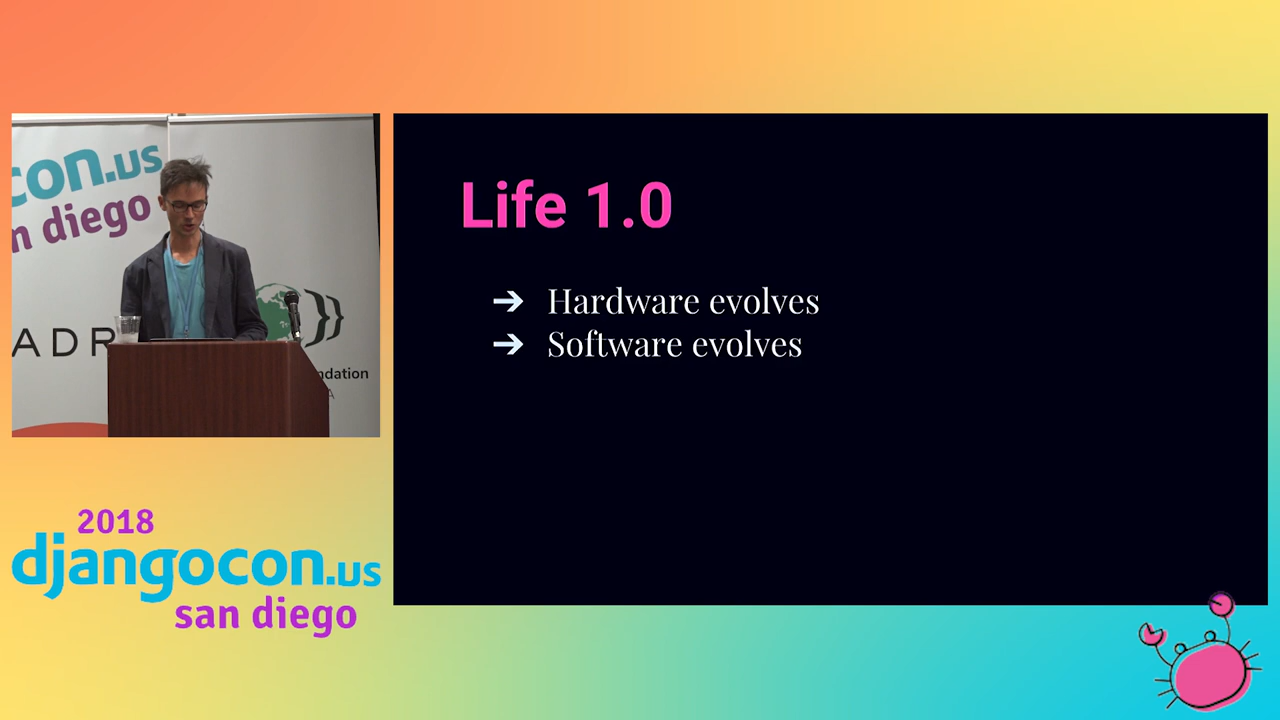 con.us
n diego
ADR
ndation
A
Life 1.0
➔ Hardware evolves
➔ Software evolves
2018
djangocon.us
san diego